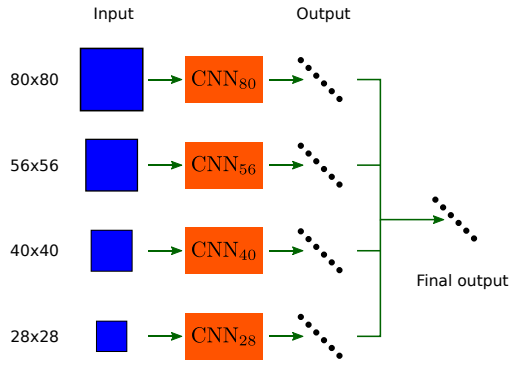 Input Output
80x80 CNN₈₀
56x56 CNN₅₆
40x40 CNN₄₀
Final output
28x28 CNN₂₈